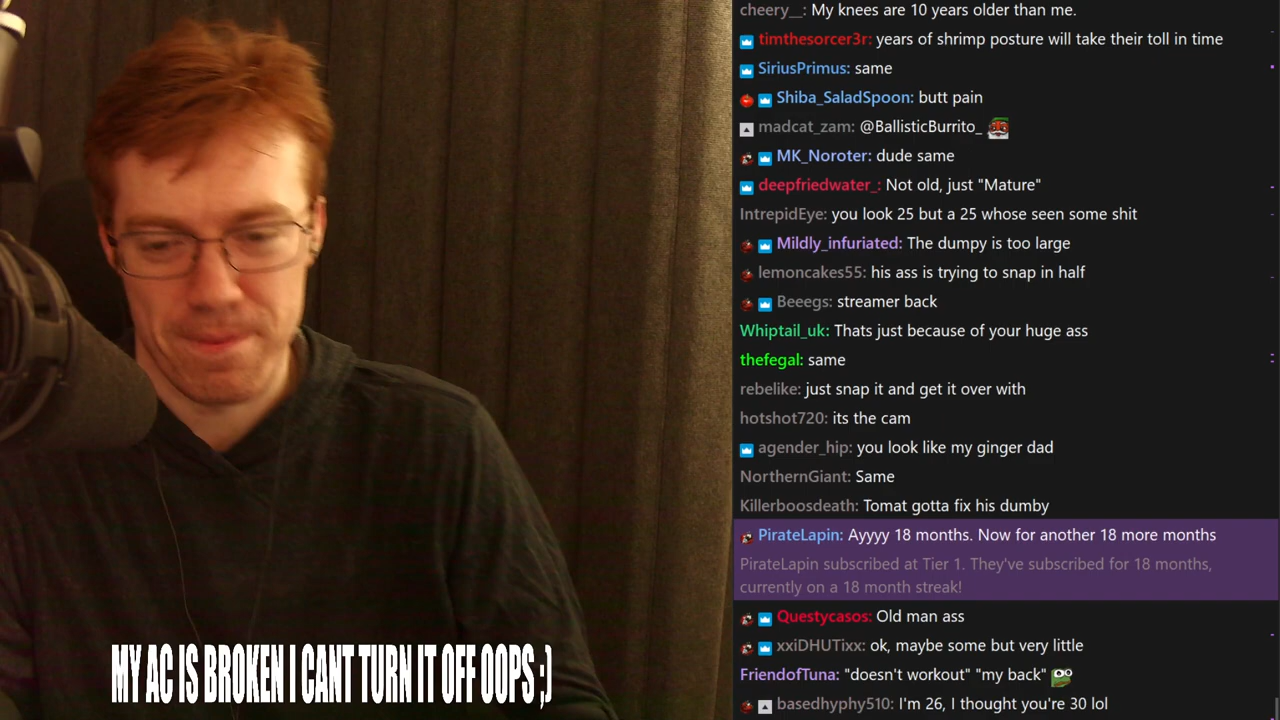 cheery__: My knees are 10 years older than me.
timthesorcer3r: years of shrimp posture will take their toll in time
SiriusPrimus: same
Shiba_SaladSpoon: butt pain
madcat_zam: @BallisticBurrito_
MK_Noroter: dude same
deepfriedwater_: Not old, just "Mature"
IntrepidEye: you look 25 but a 25 whose seen some shit
Mildly_infuriated: The dumpy is too large
lemoncakes55: his ass is trying to snap in half
Beeegs: streamer back
Whiptail_uk: Thats just because of your huge ass
thefegal: same
rebelike: just snap it and get it over with
hotshot720: its the cam
agender_hip: you look like my ginger dad
NorthernGiant: Same
Killerboosdeath: Tomat gotta fix his dumby
PirateLapin: Ayyyy 18 months. Now for another 18 more months
PirateLapin subscribed at Tier 1. They've subscribed for 18 months,
currently on a 18 month streak!
Questycasos: Old man ass
xxiDHUTixx: ok, maybe some but very little
FriendofTuna: "doesn't workout" "my back"
basedhyphy510: I'm 26, I thought you're 30 lol
MY AC IS BROKEN I CANT TURN IT OFF OOPS ;)